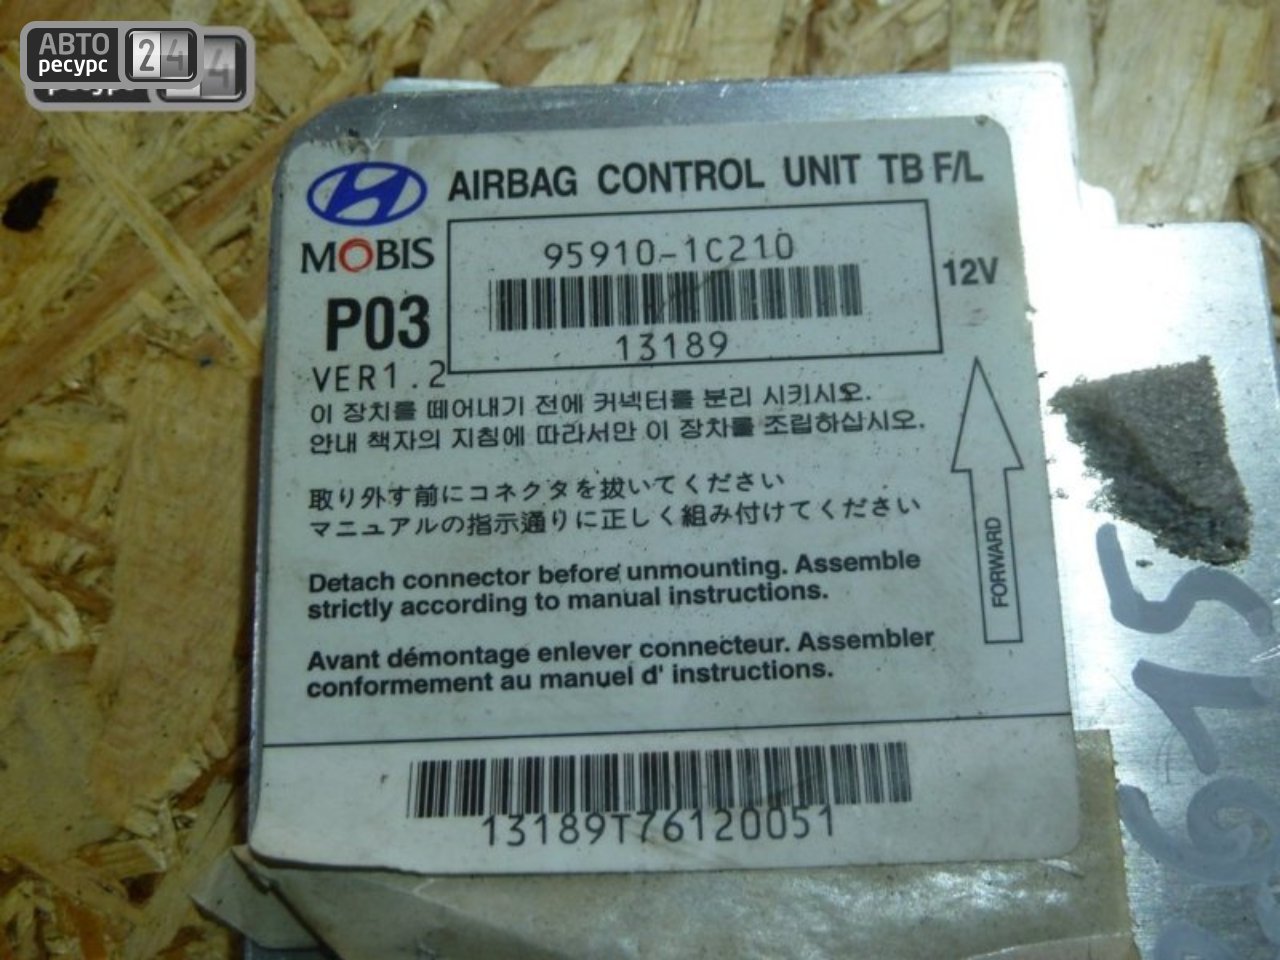 АВТО
ресурс
24
AIRBAG CONTROL UNIT TB F/L
MOBIS
95910-1C210
12V
P03
13189
VER1.2
이 장치를 떼어내기 전에 커넥터를 분리 시키시오.
안내 책자의 지침에 따라서만 이 장치를 조립하십시오.
取り外す前にコネクタを抜いてください
マニュアルの指示通りに正しく組み付けてください
FORWARD
Detach connector before unmounting. Assemble
strictly according to manual instructions.
Avant démontage enlever connecteur. Assembler
conformement au manuel d' instructions.
13189T76120051